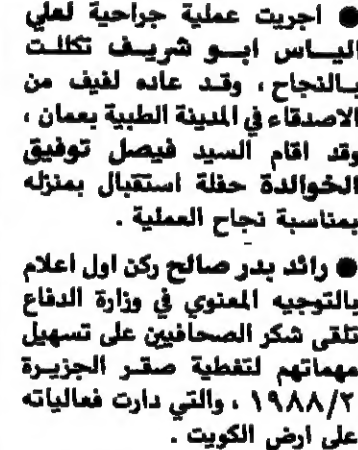 ● اجريت عملية جراحية لعلي
الياس ابو شريف تكللت
بالنجاح ، وقد عاده لفيف من
الاصدقاء في المدينة الطبية بعمان ،
وقد اقام السيد فيصل توفيق
الخوالدة حفلة استقبال بمنزله
بمناسبة نجاح العملية .
● رائد بدر صالح ركن اول اعلام
بالتوجيه المعنوي في وزارة الدفاع
تلقى شكر الصحافيين على تسهيل
مهماتهم لتغطية صقر الجزيرة
١٩٨٨/٢ ، والتي دارت فعالياته
على ارض الكويت .